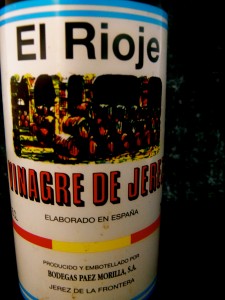 El Rioje
VINAGRE DE JERE
ELABORADO EN ESPAÑA
PRODUCIDO Y EMBOTELLADO POR
BODEGAS PAEZ MORILLA, S.A.
JEREZ DE LA FRONTERA